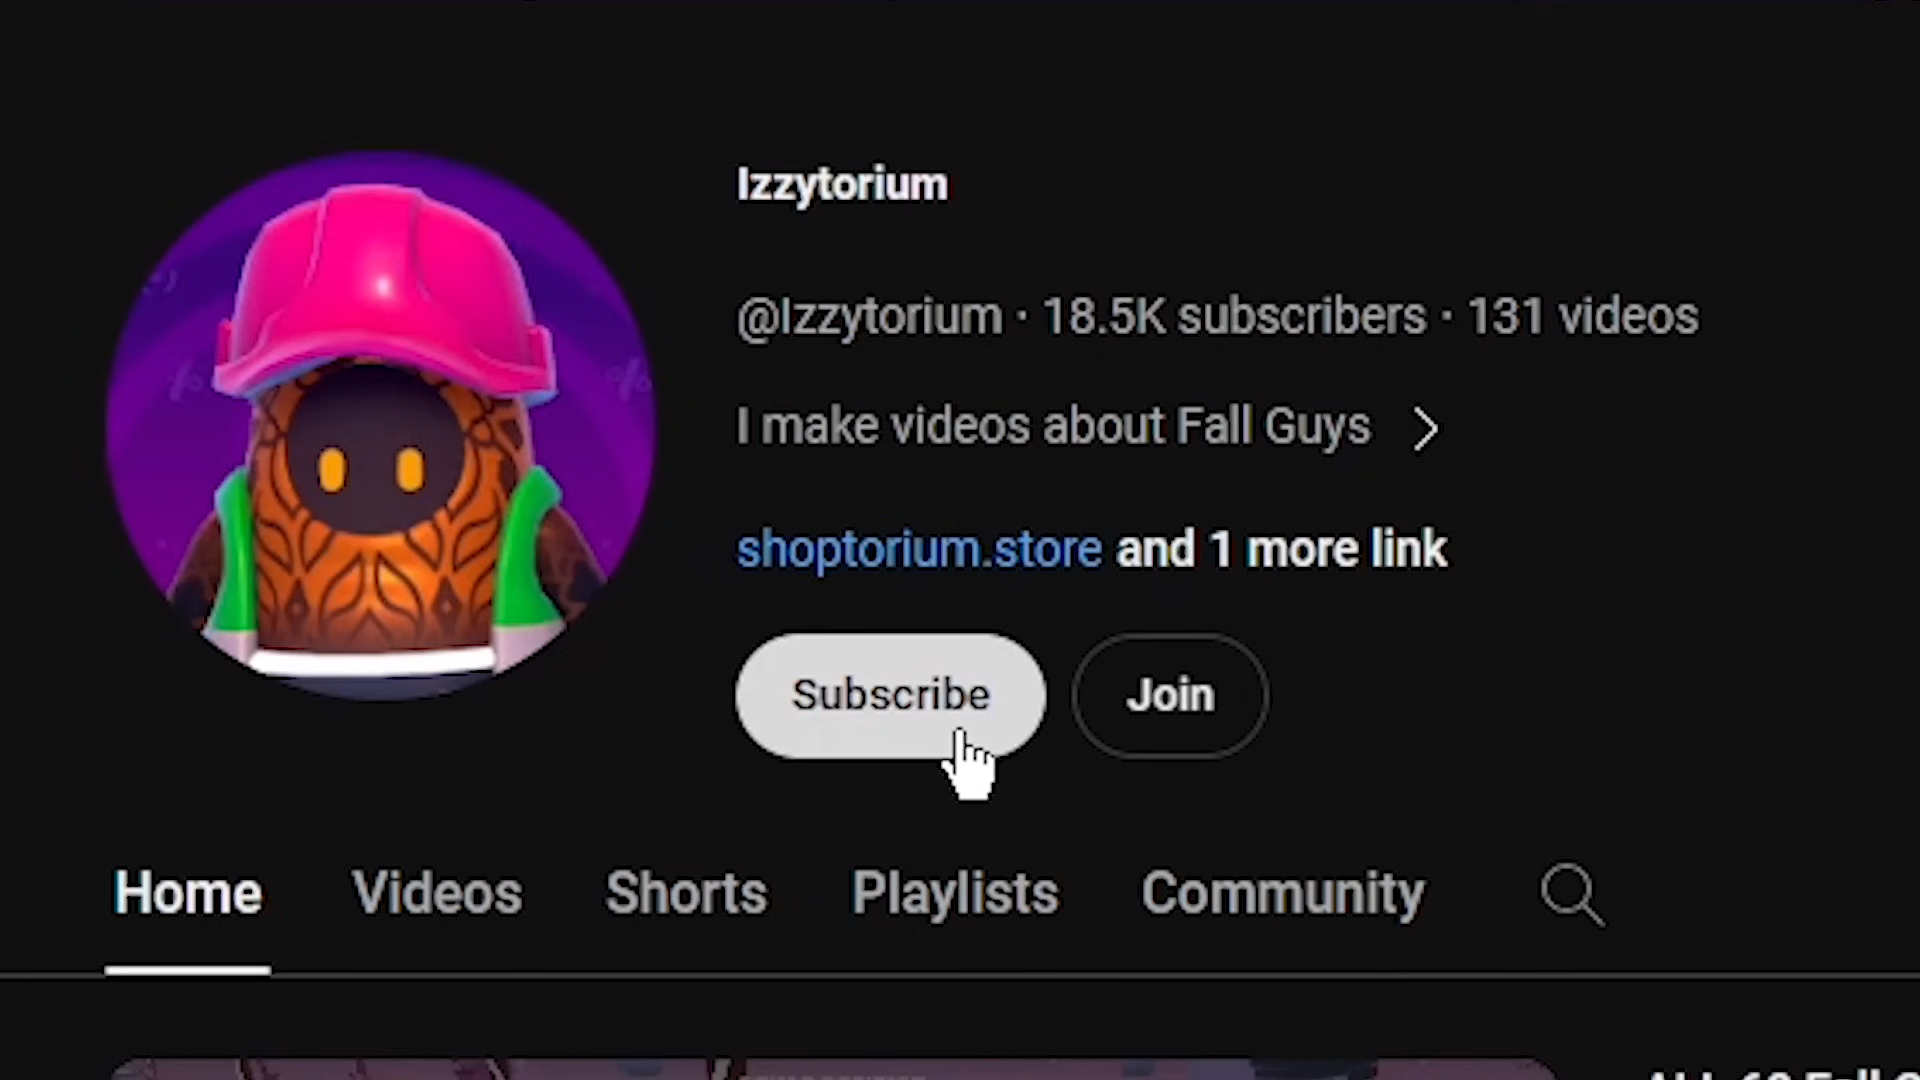 Izzytorium
@Izzytorium · 18.5K subscribers · 131 videos
I make videos about Fall Guys
shoptorium.store and 1 more link
Subscribe Join
Home Videos Shorts Playlists Community